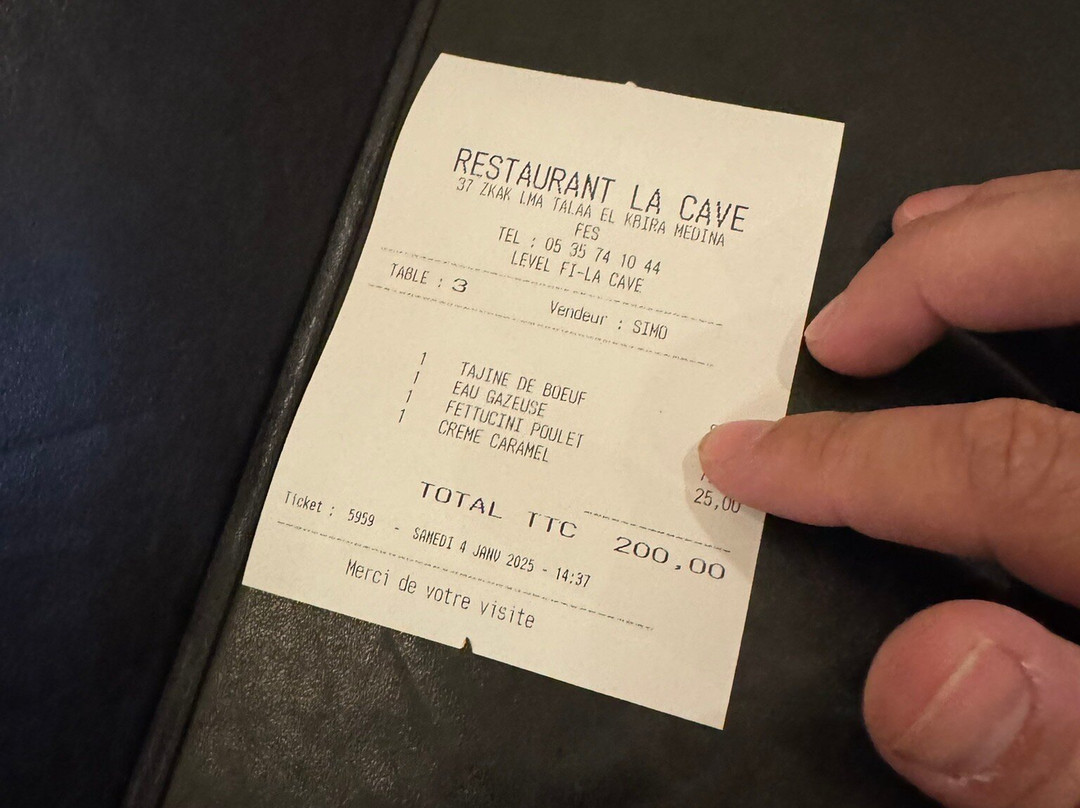 RESTAURANT LA CAVE
37 ZKAK LMA TALAA EL KBIRA MEDINA
FES
TEL : 05 35 74 10 44
LEVEL FI-LA CAVE
TABLE : 3 Vendeur : SIMO
1 TAJINE DE BOEUF
1 EAU GAZEUSE
1 FETTUCINI POULET
1 CREME CARAMEL 25,00
TOTAL TTC 200,00
Ticket : 5959 - SAMEDI 4 JANV 2025 - 14:37
Merci de votre visite